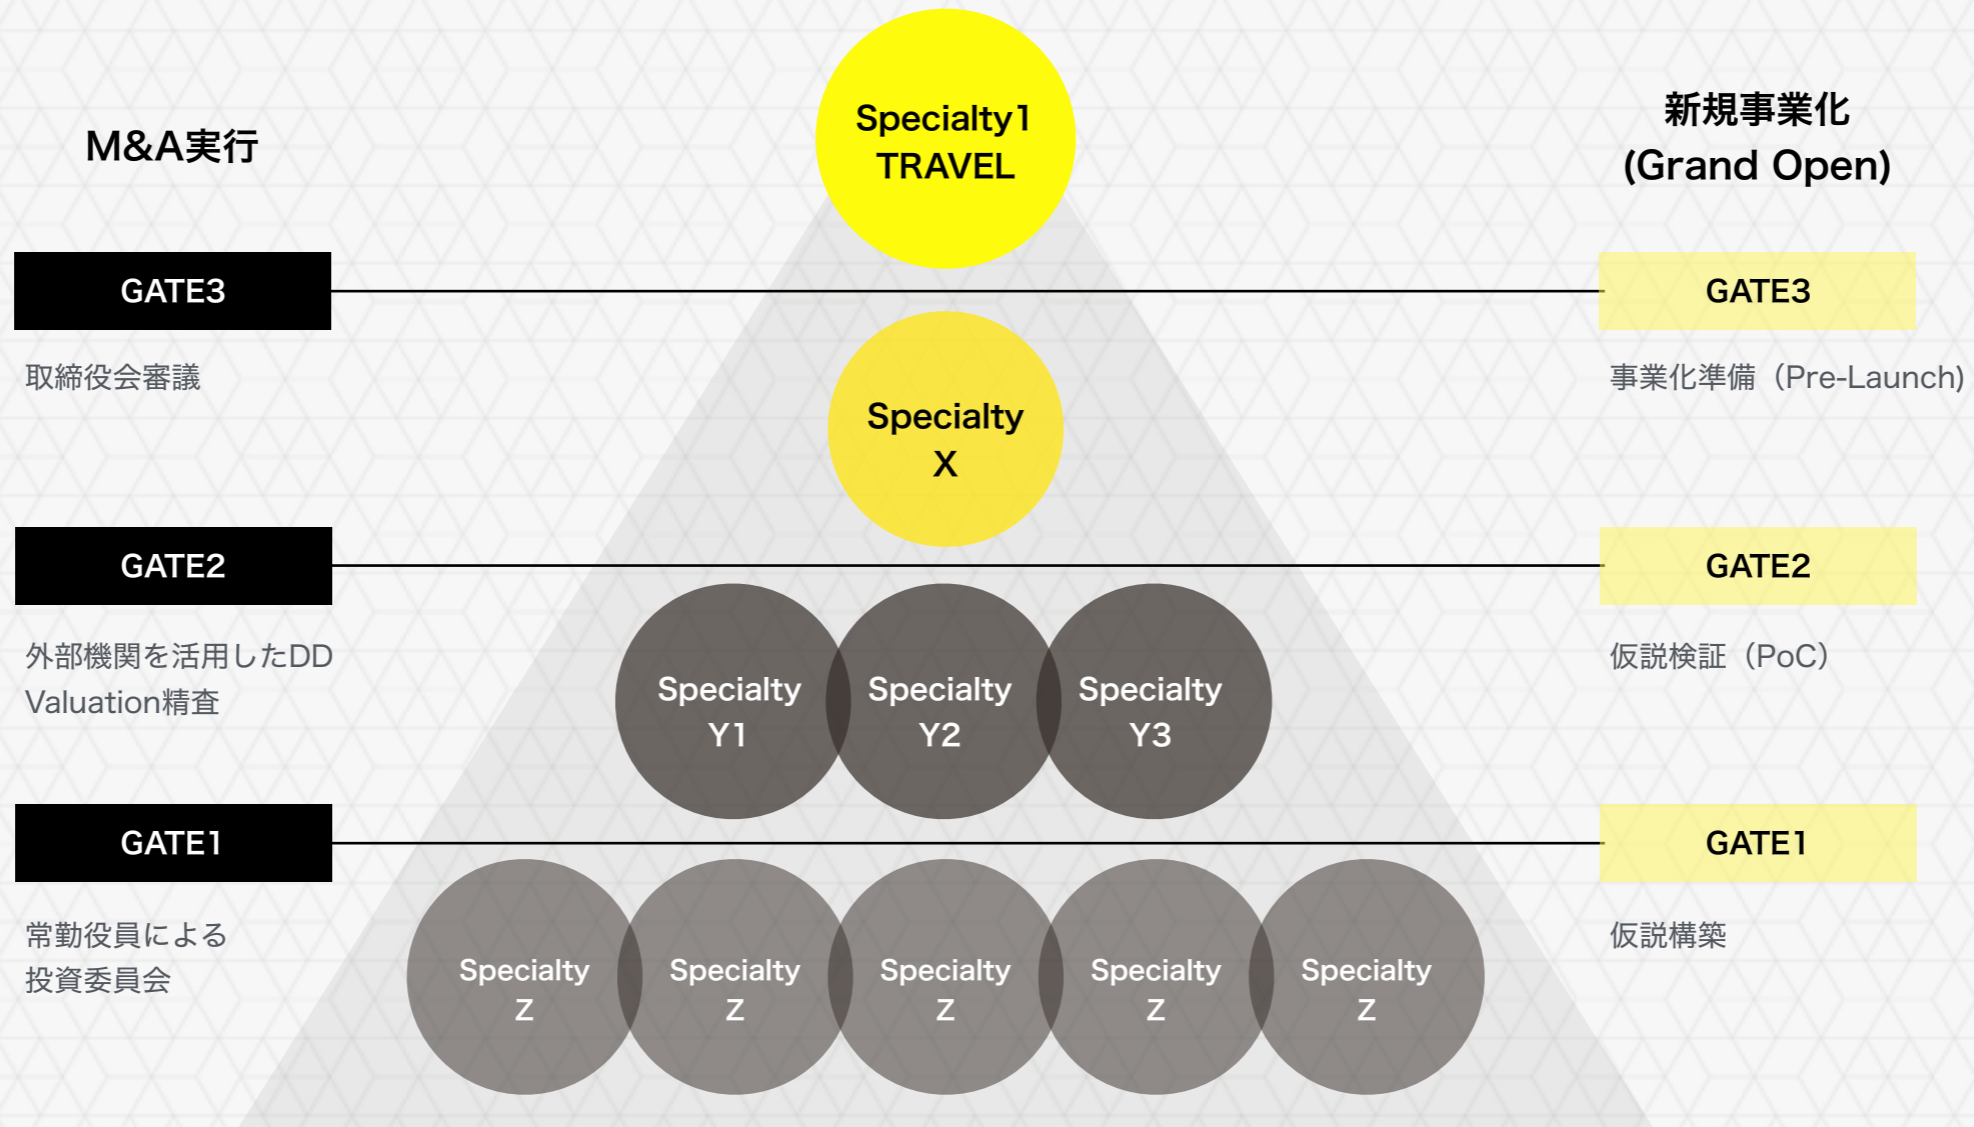 Specialty1
TRAVEL
M&A実行
新規事業化
(Grand Open)
GATE3
GATE3
取締役会審議
事業化準備（Pre-Launch)
Specialty
X
GATE2
GATE2
外部機関を活用したDD
Valuation精査
仮説検証（PoC）
Specialty
Y1
Specialty
Y2
Specialty
Y3
GATE1
GATE1
常勤役員による
投資委員会
仮説構築
Specialty
Z
Specialty
Z
Specialty
Z
Specialty
Z
Specialty
Z